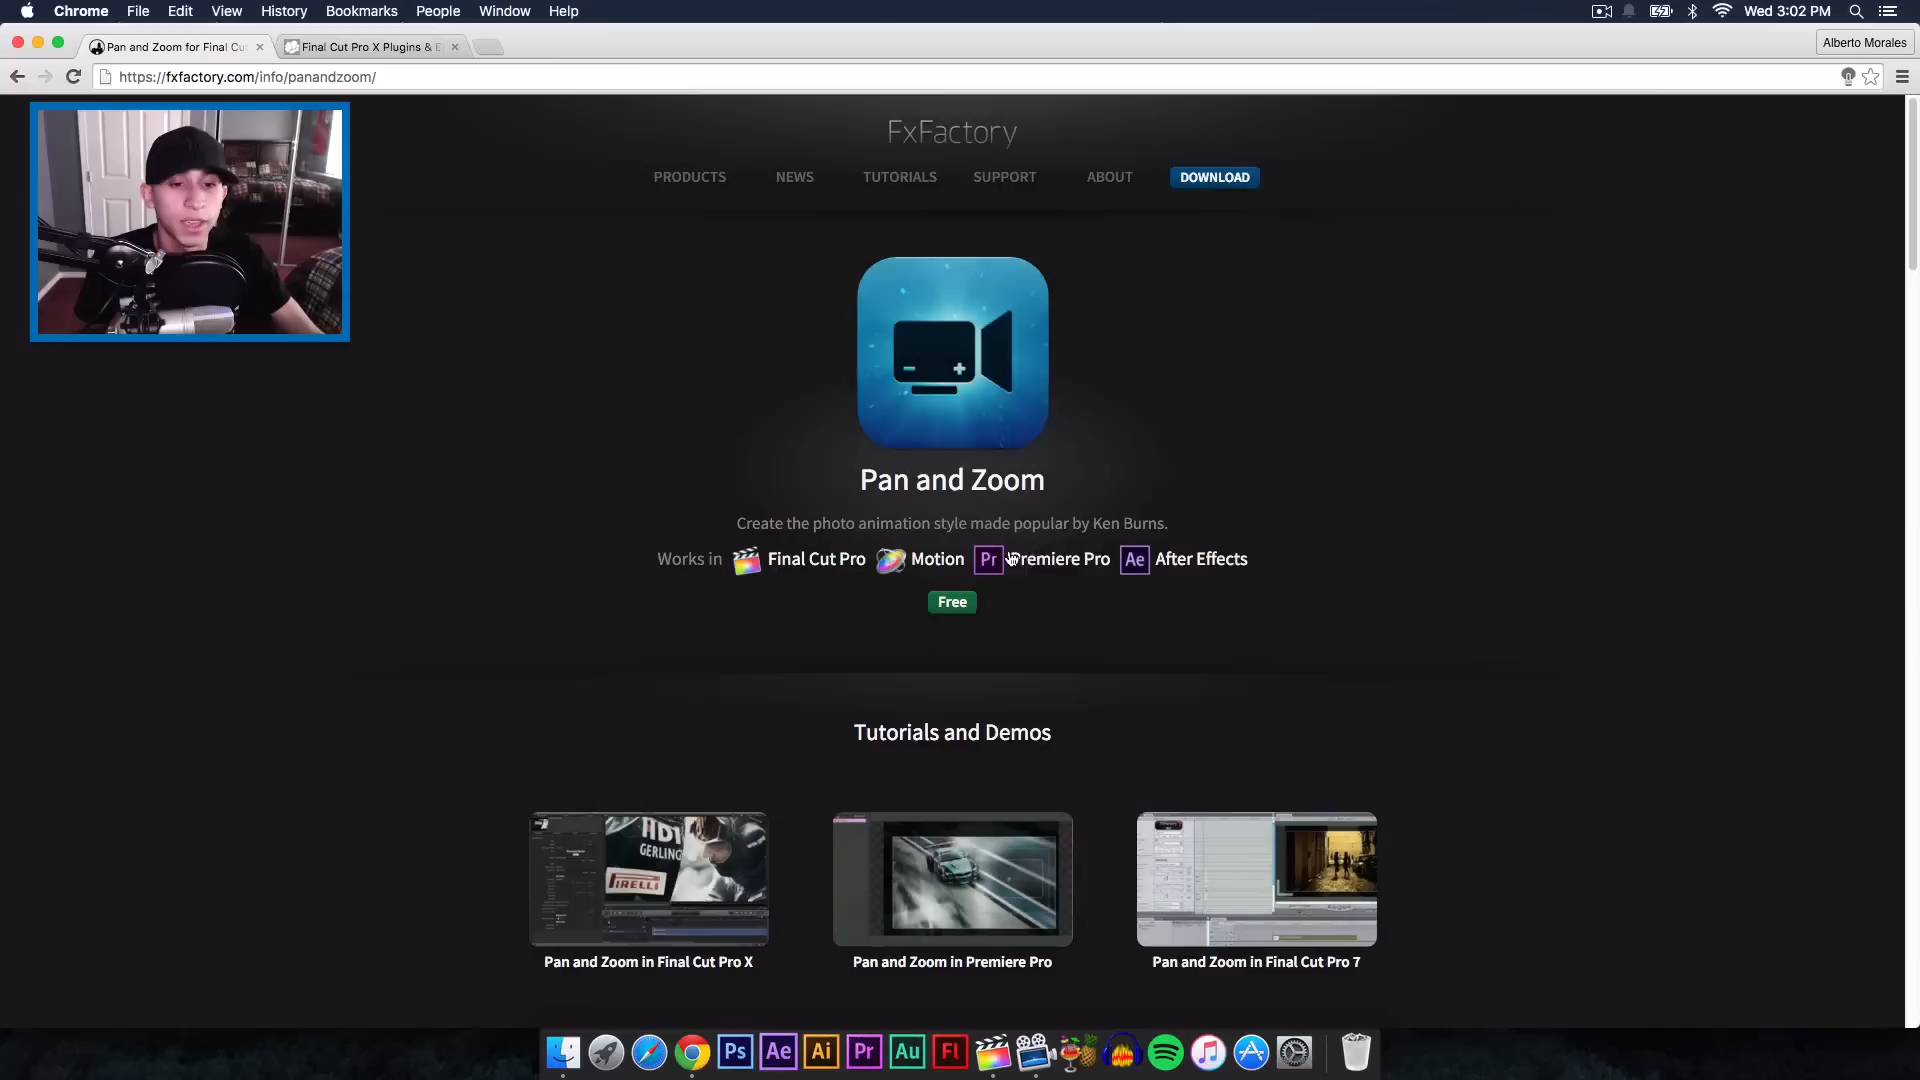 Chrome File Edit View History Bookmarks People Window Help Wed 3:02 PM
Pan and Zoom for Final Cu Final Cut Pro X Plugins & E Alberto Morales
https://fxfactory.com/info/panandzoom/
FxFactory
PRODUCTS NEWS TUTORIALS SUPPORT ABOUT DOWNLOAD
Pan and Zoom
Create the photo animation style made popular by Ken Burns.
Works in Final Cut Pro Motion Pr Premiere Pro Ae After Effects
Free
Tutorials and Demos
GERLING
PIRELLI
Pan and Zoom in Final Cut Pro X
Pan and Zoom in Premiere Pro
Pan and Zoom in Final Cut Pro 7
Ps Ae Ai Pr Au Fl